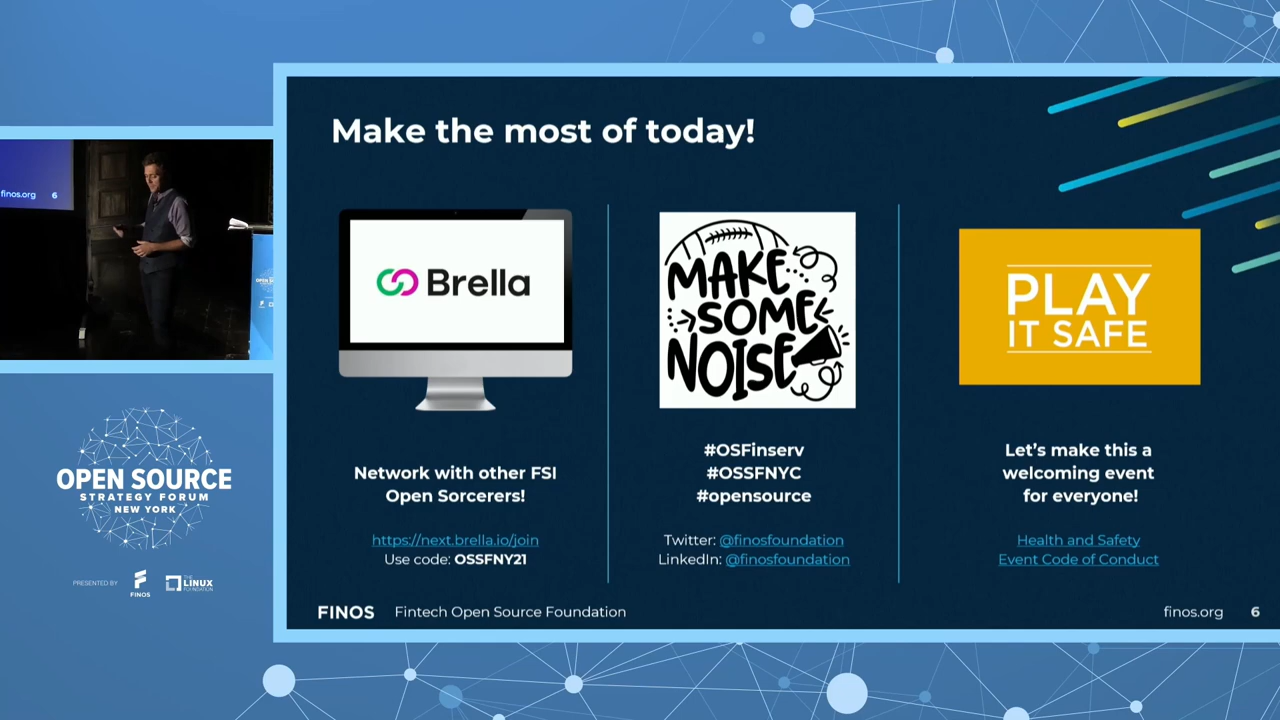 Make the most of today!
finos.org 6
Brella
MAKE
SOME
NOISE
PLAY
IT SAFE
Network with other FSI
Open Sorcerers!
https://next.brella.io/join
Use code: OSSFNY21
#OSFinserv
#OSSFNYC
#opensource
Twitter: @finosfoundation
LinkedIn: @finosfoundation
Let's make this a
welcoming event
for everyone!
Health and Safety
Event Code of Conduct
OPEN SOURCE
STRATEGY FORUM
NEW YORK
PRESENTED BY
FINOS
THE
LINUX
FOUNDATION
FINOS Fintech Open Source Foundation
finos.org 6